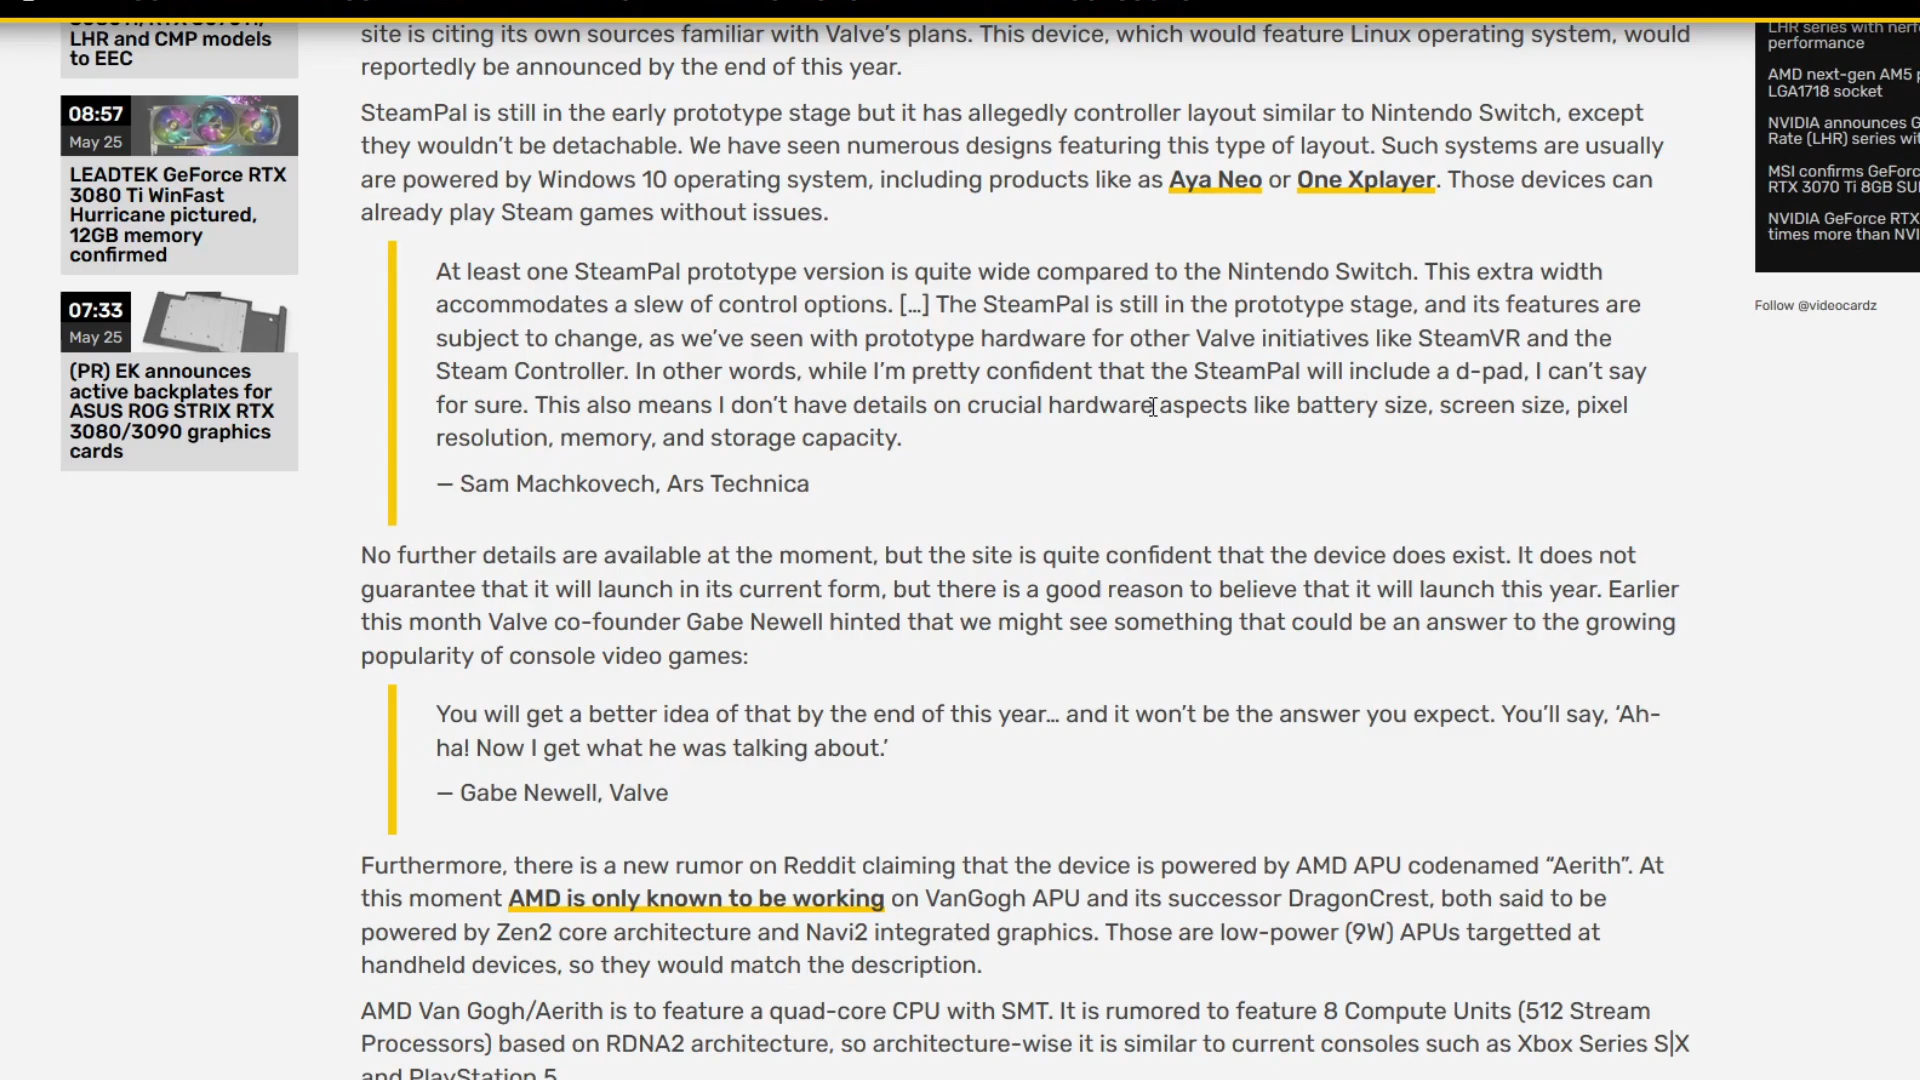 LHR and CMP models
to EEC
08:57
May 25
LEADTEK GeForce RTX
3080 Ti WinFast
Hurricane pictured,
12GB memory
confirmed
07:33
May 25
(PR) EK announces
active backplates for
ASUS ROG STRIX RTX
3080/3090 graphics
cards
site is citing its own sources familiar with Valve’s plans. This device, which would feature Linux operating system, would
reportedly be announced by the end of this year.
SteamPal is still in the early prototype stage but it has allegedly controller layout similar to Nintendo Switch, except
they wouldn’t be detachable. We have seen numerous designs featuring this type of layout. Such systems are usually
are powered by Windows 10 operating system, including products like as Aya Neo or One Xplayer. Those devices can
already play Steam games without issues.
At least one SteamPal prototype version is quite wide compared to the Nintendo Switch. This extra width
accommodates a slew of control options. […] The SteamPal is still in the prototype stage, and its features are
subject to change, as we’ve seen with prototype hardware for other Valve initiatives like SteamVR and the
Steam Controller. In other words, while I’m pretty confident that the SteamPal will include a d-pad, I can’t say
for sure. This also means I don’t have details on crucial hardware aspects like battery size, screen size, pixel
resolution, memory, and storage capacity.
— Sam Machkovech, Ars Technica
No further details are available at the moment, but the site is quite confident that the device does exist. It does not
guarantee that it will launch in its current form, but there is a good reason to believe that it will launch this year. Earlier
this month Valve co-founder Gabe Newell hinted that we might see something that could be an answer to the growing
popularity of console video games:
You will get a better idea of that by the end of this year… and it won’t be the answer you expect. You’ll say, ‘Ah-
ha! Now I get what he was talking about.’
— Gabe Newell, Valve
Furthermore, there is a new rumor on Reddit claiming that the device is powered by AMD APU codenamed “Aerith”. At
this moment AMD is only known to be working on VanGogh APU and its successor DragonCrest, both said to be
powered by Zen2 core architecture and Navi2 integrated graphics. Those are low-power (9W) APUs targetted at
handheld devices, so they would match the description.
AMD Van Gogh/Aerith is to feature a quad-core CPU with SMT. It is rumored to feature 8 Compute Units (512 Stream
Processors) based on RDNA2 architecture, so architecture-wise it is similar to current consoles such as Xbox Series S|X
and PlayStation 5
LHR series with
performance
AMD next-gen AM5
LGA1718 socket
NVIDIA announces
Rate (LHR) series
MSI confirms
RTX 3070 Ti 8GB
NVIDIA GeForce RTX
times more than
Follow @videocardz